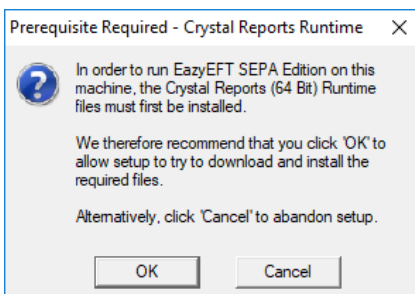 Prerequisite Required - Crystal Reports Runtime
In order to run EazyEFT SEPA Edition on this
machine, the Crystal Reports (64 Bit) Runtime
files must first be installed.
We therefore recommend that you click 'OK' to
allow setup to try to download and install the
required files.
Alternatively, click 'Cancel' to abandon setup.
OK
Cancel